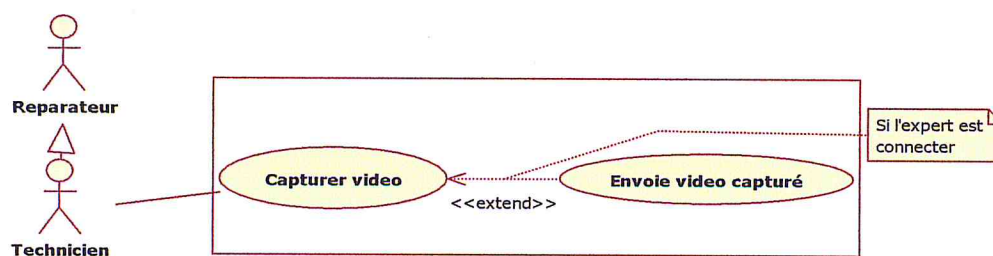 Reparateur
Si l'expert est
connecter
Capturer video
Envoie video capturé
<<extend>>
Technicien